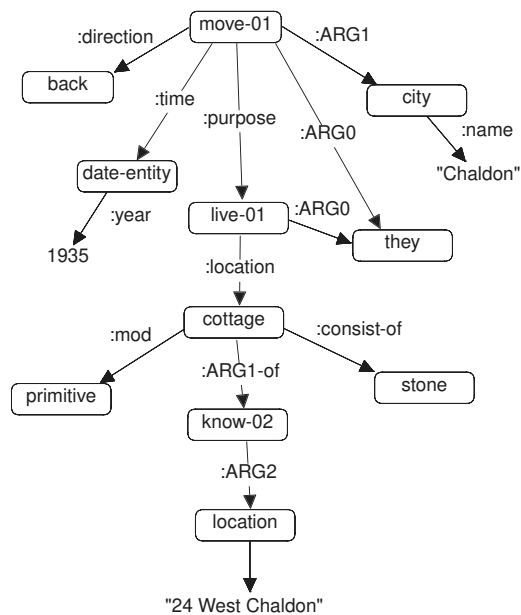 move-01
:direction
:ARG1
back
city
:time
:purpose
:ARG0
:name
date-entity
"Chaldon"
:year
live-01
:ARG0
they
1935
:location
cottage
:mod
:consist-of
:ARG1-of
primitive
stone
know-02
:ARG2
location
"24 West Chaldon"